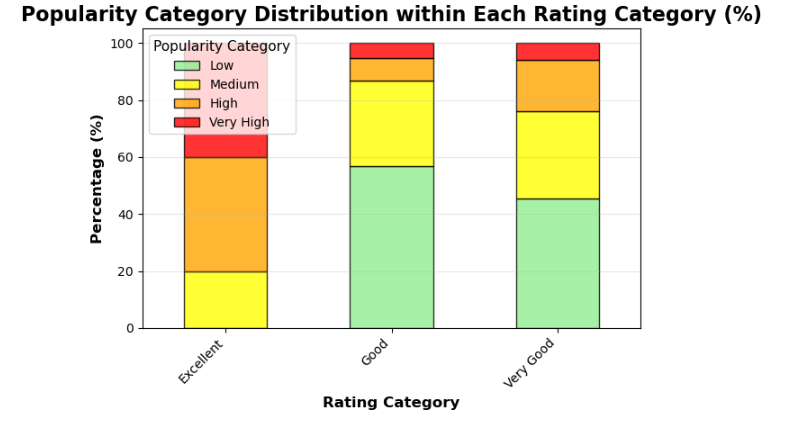 Popularity Category Distribution within Each Rating Category (%)
Popularity Category
Low
Medium
High
Very High
Percentage (%)
100
80
60
40
20
0
Excellent
Good
Very Good
Rating Category